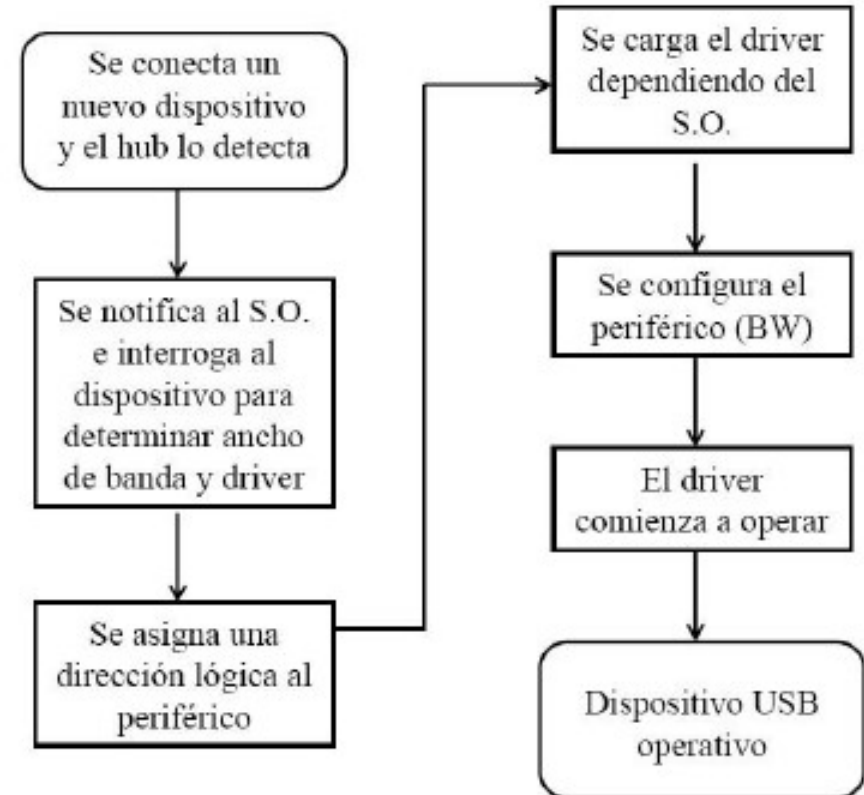 Se conecta un
nuevo dispositivo
y el hub lo detecta
Se notifica al S.O.
e interroga al
dispositivo para
determinar ancho
de banda y driver
Se asigna una
dirección lógica al
periférico
Se carga el driver
dependiendo del
S.O.
Se configura el
periférico (BW)
El driver
comienza a operar
Dispositivo USB
operativo